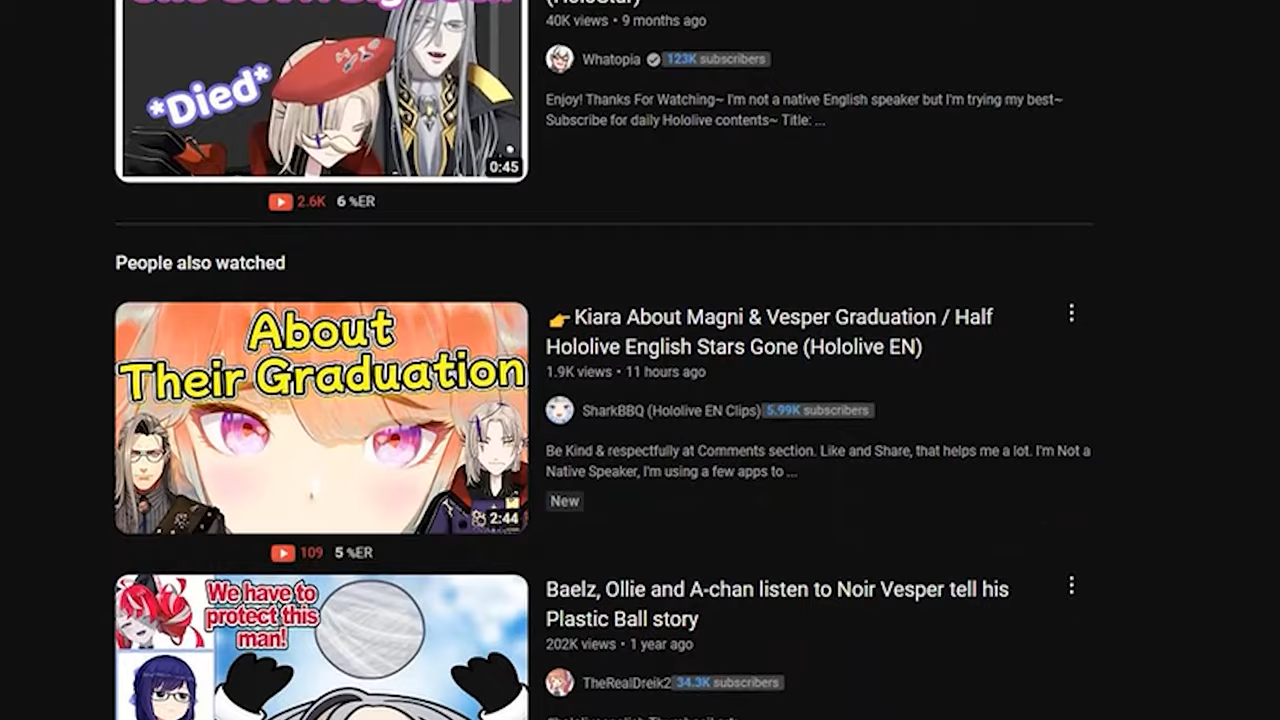 40K views • 9 months ago
*Died*
Whatopia 123K subscribers
Enjoy! Thanks For Watching~ I'm not a native English speaker but I'm trying my best~
Subscribe for daily Hololive contents~ Title: ...
0:45
2.6K 6 %ER
People also watched
About
Their Graduation
2:44
👉Kiara About Magni & Vesper Graduation / Half
Hololive English Stars Gone (Hololive EN)
1.9K views • 11 hours ago
SharkBBQ (Hololive EN Clips) 5.99K subscribers
Be Kind & respectfully at Comments section. Like and Share, that helps me a lot. I'm Not a
Native Speaker, I'm using a few apps to ...
New
109 5 %ER
We have to
protect this
man!
Baelz, Ollie and A-chan listen to Noir Vesper tell his
Plastic Ball story
202K views • 1 year ago
TheRealDreik2 34.3K subscribers